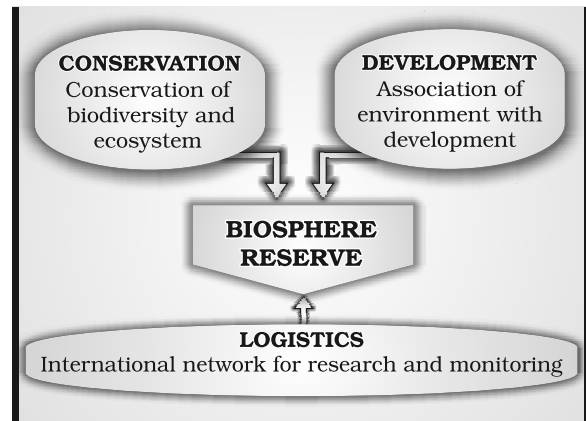 CONSERVATION
Conservation of
biodiversity and
ecosystem
DEVELOPMENT
Association of
environment with
development
BIOSPHERE
RESERVE
LOGISTICS
International network for research and monitoring